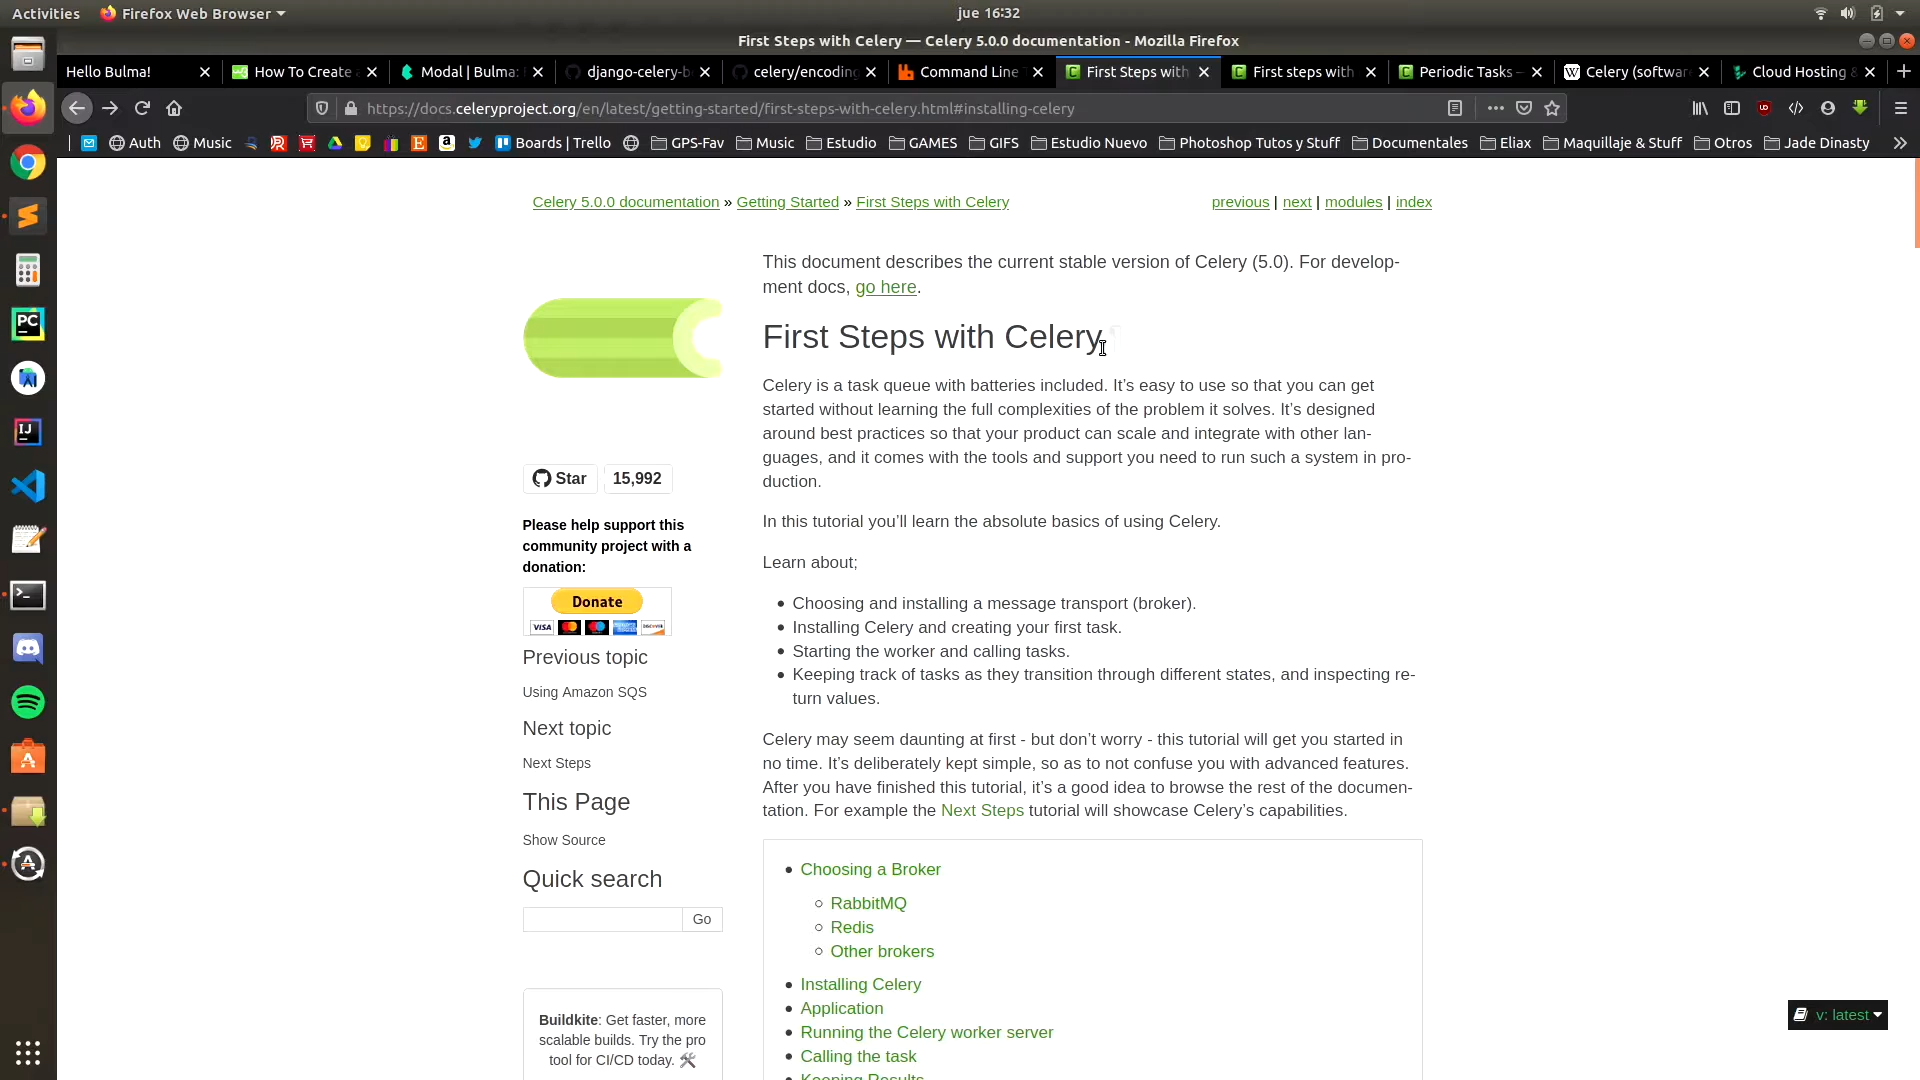 Activities Firefox Web Browser jue 16:32
First Steps with Celery — Celery 5.0.0 documentation - Mozilla Firefox
Hello Bulma! How To Create Modal | Bulma: django-celery-b celery/encoding Command Line First Steps with First steps with Periodic Tasks — Celery (softwar Cloud Hosting &
https://docs.celeryproject.org/en/latest/getting-started/first-steps-with-celery.html#installing-celery
Auth Music Boards | Trello GPS-Fav Music Estudio GAMES GIFS Estudio Nuevo Photoshop Tutos y Stuff Documentales Eliax Maquillaje & Stuff Otros Jade Dinasty
Celery 5.0.0 documentation » Getting Started » First Steps with Celery previous | next | modules | index
This document describes the current stable version of Celery (5.0). For develop-
ment docs, go here.
First Steps with Celery
Celery is a task queue with batteries included. It’s easy to use so that you can get
started without learning the full complexities of the problem it solves. It’s designed
around best practices so that your product can scale and integrate with other lan-
guages, and it comes with the tools and support you need to run such a system in pro-
duction.
In this tutorial you’ll learn the absolute basics of using Celery.
Learn about;
• Choosing and installing a message transport (broker).
• Installing Celery and creating your first task.
• Starting the worker and calling tasks.
• Keeping track of tasks as they transition through different states, and inspecting re-
turn values.
Celery may seem daunting at first - but don’t worry - this tutorial will get you started in
no time. It’s deliberately kept simple, so as to not confuse you with advanced features.
After you have finished this tutorial, it’s a good idea to browse the rest of the documen-
tation. For example the Next Steps tutorial will showcase Celery’s capabilities.
• Choosing a Broker
◦ RabbitMQ
◦ Redis
◦ Other brokers
• Installing Celery
• Application
• Running the Celery worker server
• Calling the task
• Keeping Results
Star 15,992
Please help support this
community project with a
donation:
Donate
VISA
Previous topic
Using Amazon SQS
Next topic
Next Steps
This Page
Show Source
Quick search
Go
Buildkite: Get faster, more
scalable builds. Try the pro
tool for CI/CD today. 🛠
v: latest
PC
IJ